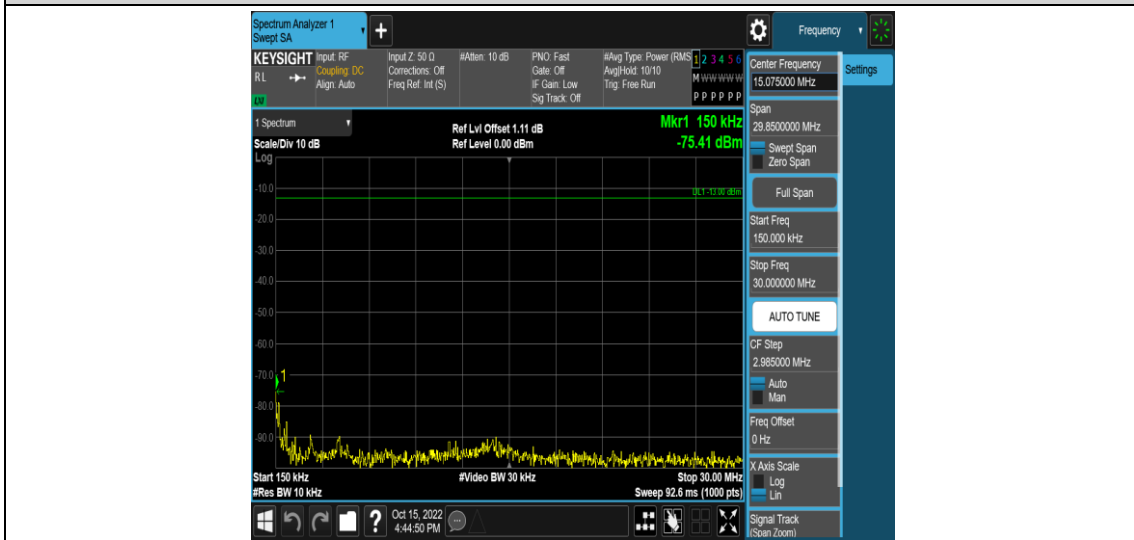 Spectrum Analyzer 1
Swept SA
+
Frequency
KEYSIGHT
RL
LXI
Input: RF
Coupling: DC
Align: Auto
Input Z: 50 Ω
Corrections: Off
Freq Ref: Int (S)
#Atten: 10 dB
PNO: Fast
Gate: Off
IF Gain: Low
Sig Track: Off
#Avg Type: Power (RMS
Avg|Hold: 10/10
Trig: Free Run
1 2 3 4 5 6
M W W W W W
P P P P P P
Center Frequency
15.075000 MHz
Settings
Span
29.8500000 MHz
Swept Span
Zero Span
Full Span
Start Freq
150.000 kHz
Stop Freq
30.000000 MHz
AUTO TUNE
CF Step
2.985000 MHz
Auto
Man
Freq Offset
0 Hz
X Axis Scale
Log
Lin
Signal Track
(Span Zoom)
1 Spectrum
Scale/Div 10 dB
Log
Ref Lvl Offset 1.11 dB
Ref Level 0.00 dBm
Mkr1 150 kHz
-75.41 dBm
DL1 -13.00 dBm
-10.0
-20.0
-30.0
-40.0
-50.0
-60.0
-70.0
1
-80.0
-90.0
Start 150 kHz
#Video BW 30 kHz
Stop 30.00 MHz
#Res BW 10 kHz
Sweep 92.6 ms (1000 pts)
?
Oct 15, 2022
4:44:50 PM